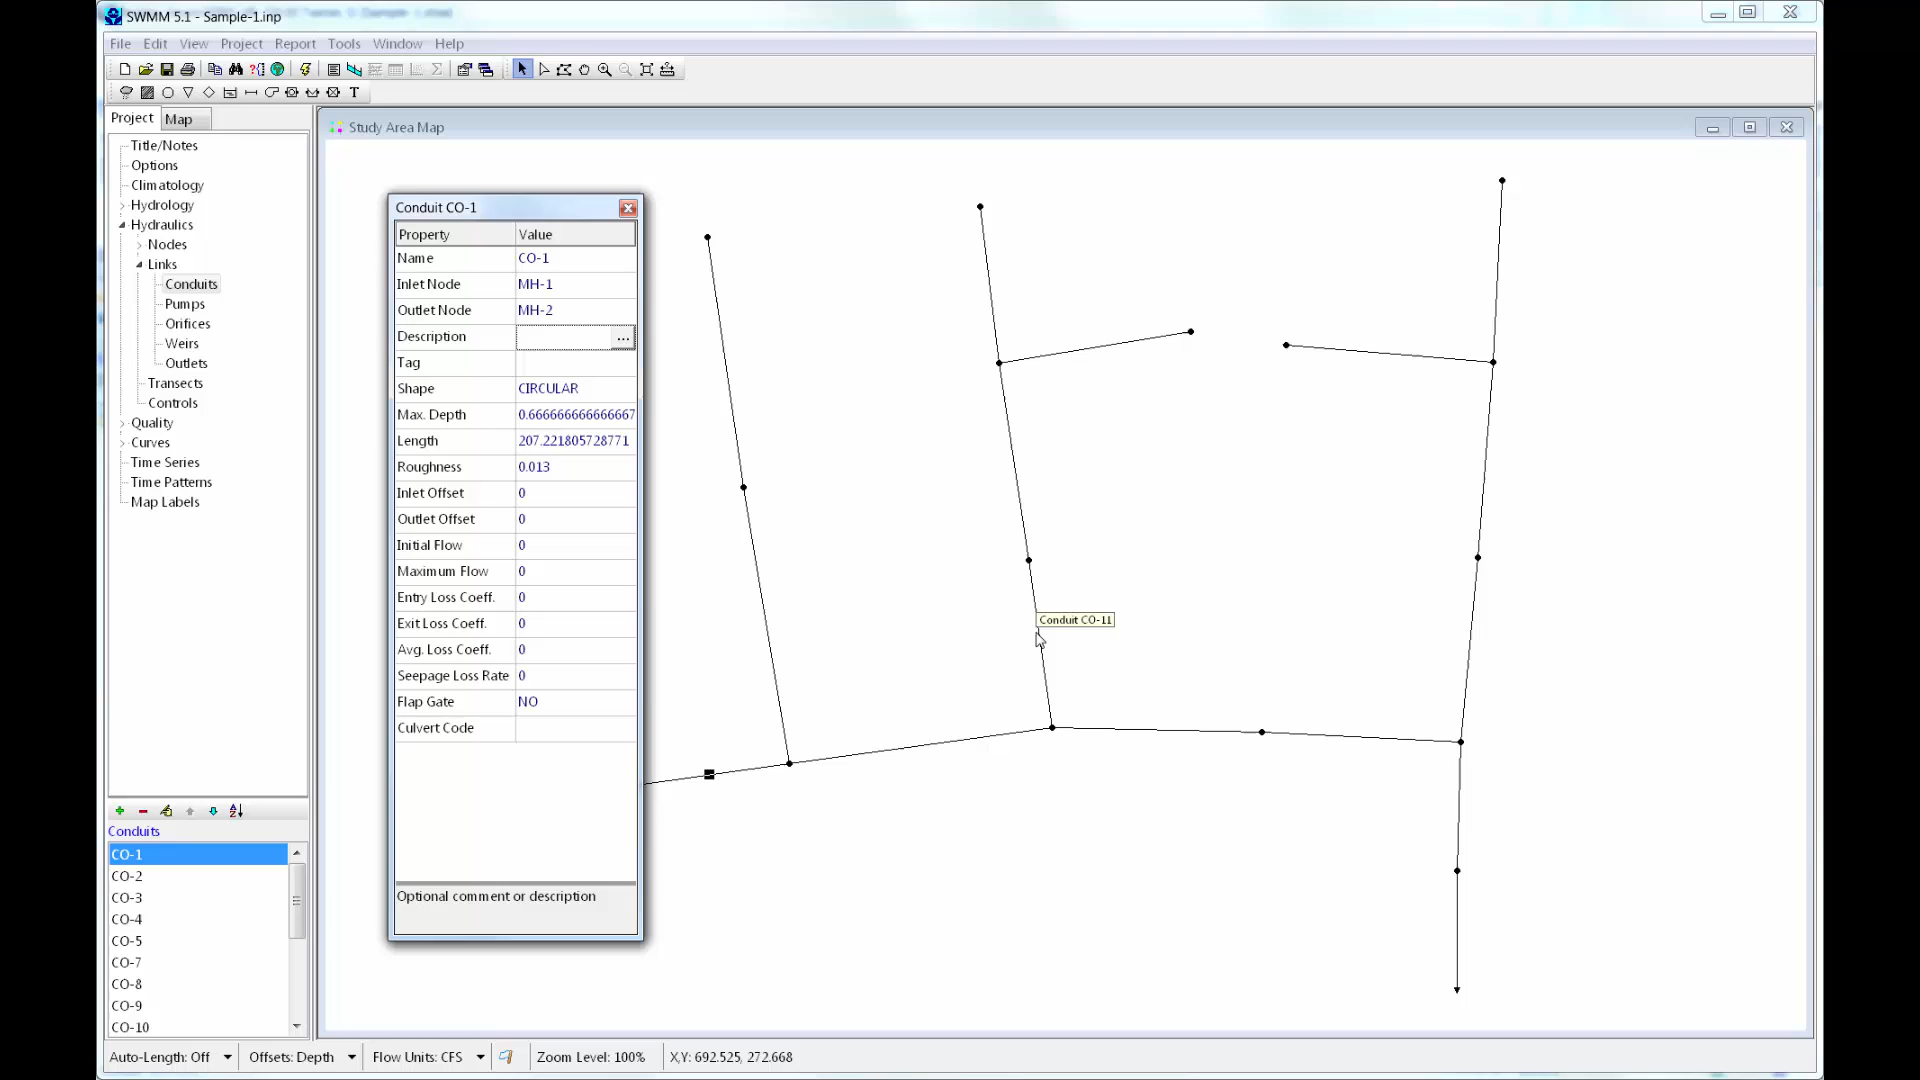 SWMM 5.1 - Sample-1.inp
File Edit View Project Report Tools Window Help
T
Project Map
Study Area Map
Title/Notes
Options
Climatology
Hydrology
Hydraulics
Nodes
Links
Conduits
Pumps
Orifices
Weirs
Outlets
Transects
Controls
Quality
Curves
Time Series
Time Patterns
Map Labels
Conduit CO-1
Property Value
Name CO-1
Inlet Node MH-1
Outlet Node MH-2
Description ...
Tag
Shape CIRCULAR
Max. Depth 0.666666666666667
Length 207.221805728771
Roughness 0.013
Inlet Offset 0
Outlet Offset 0
Initial Flow 0
Maximum Flow 0
Entry Loss Coeff. 0
Exit Loss Coeff. 0
Avg. Loss Coeff. 0
Seepage Loss Rate 0
Flap Gate NO
Culvert Code
Optional comment or description
Conduit CO-11
Conduits
CO-1
CO-2
CO-3
CO-4
CO-5
CO-7
CO-8
CO-9
CO-10
Auto-Length: Off Offsets: Depth Flow Units: CFS Zoom Level: 100% X,Y: 692.525, 272.668